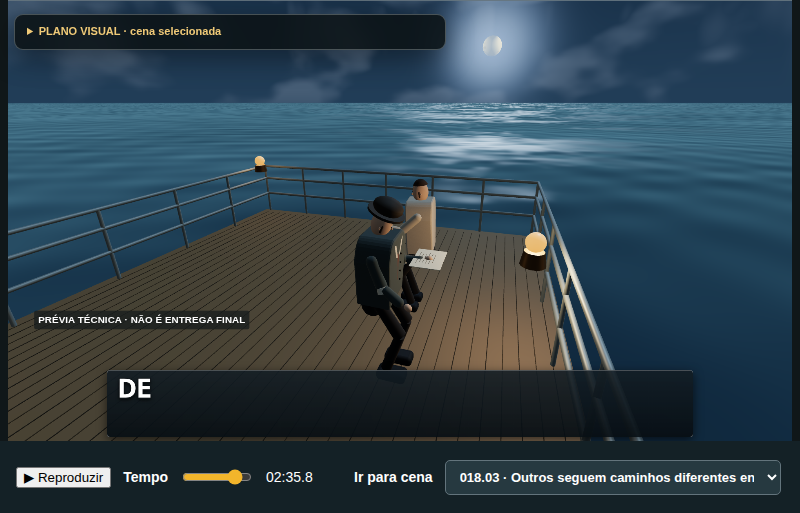 ▶ PLANO VISUAL · cena selecionada
PRÉVIA TÉCNICA · NÃO É ENTREGA FINAL
DE
▶ Reproduzir
Tempo
02:35.8
Ir para cena
018.03 · Outros seguem caminhos diferentes en